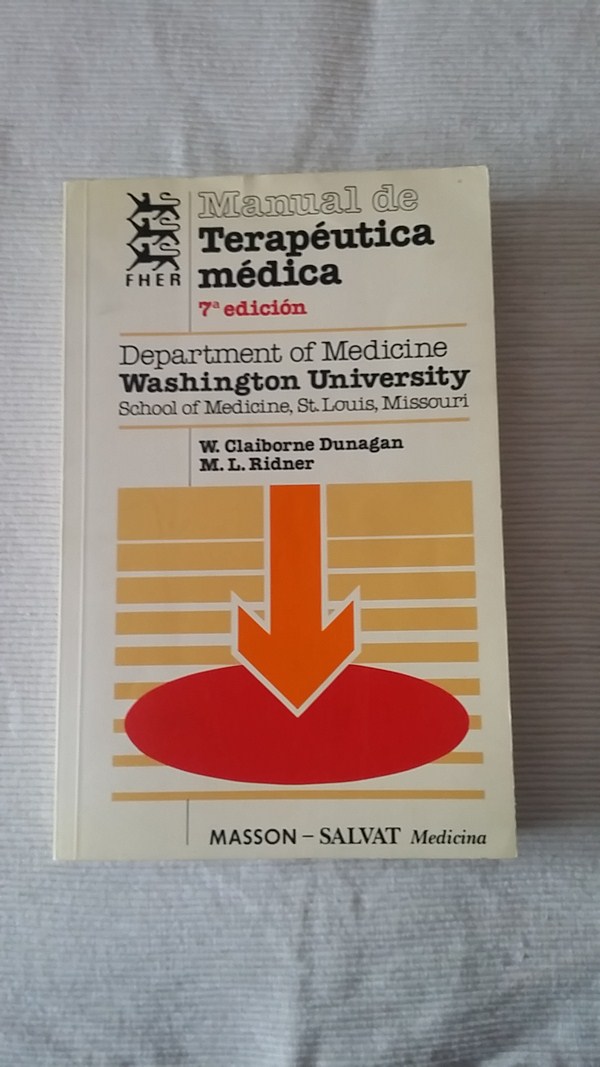 FHER
Manual de
Terapéutica
médica
7ª edición
Department of Medicine
Washington University
School of Medicine, St. Louis, Missouri
W. Claiborne Dunagan
M. L. Ridner
MASSON – SALVAT Medicina